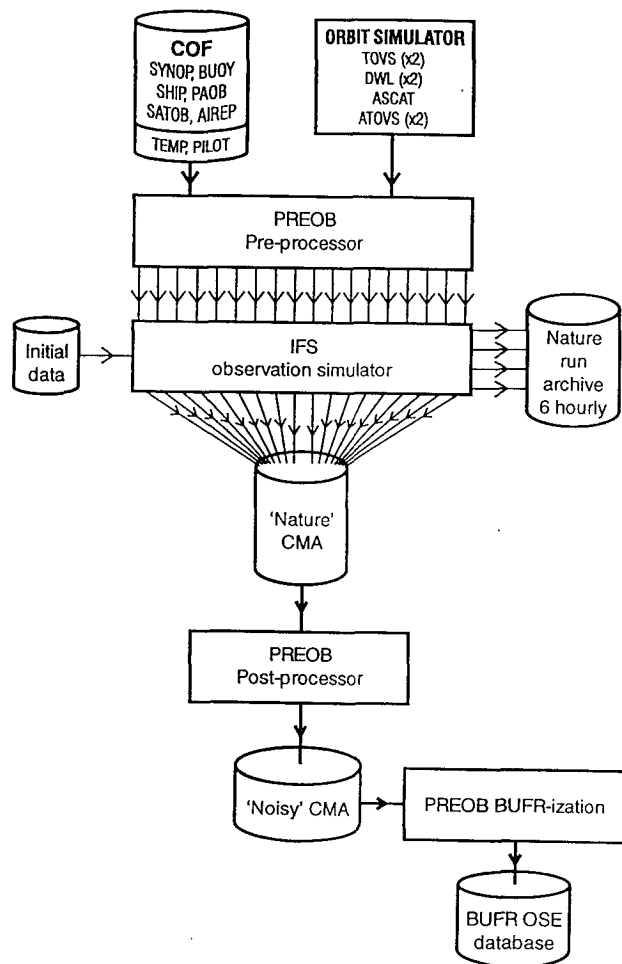 COF
SYNOP, BUOY
SHIP, PAOB
SATOB, AIREP
TEMP, PILOT
ORBIT SIMULATOR
TOVS (x2)
DWL (x2)
ASCAT
ATOVS (x2)
PREOB
Pre-processor
Initial
data
IFS
observation simulator
Nature
run
archive
6 hourly
'Nature'
CMA
PREOB
Post-processor
'Noisy' CMA
PREOB BUFR-ization
BUFR OSE
database